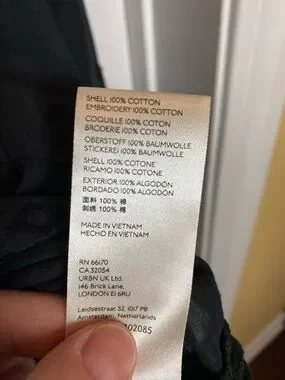 SHELL 100% COTTON
EMBROIDERY 100% COTTON
COQUILLE 100% COTON
BRODERIE 100% COTON
OBERSTOFF 100% BAUMWOLLE
STICKEREI 100% BAUMWOLLE
SHELL 100% COTONE
RICAMO 100% COTONE
EXTERIOR 100% ALGODÓN
BORDADO 100% ALGODÓN
面料 100% 棉
刺绣 100% 棉
MADE IN VIETNAM
HECHO EN VIETNAM
RN 66170
CA 32054
URBN UK Ltd.
146 Brick Lane,
LONDON E1 6RU
Leidsestraat 32, 1017 PB
Amsterdam, Netherlands